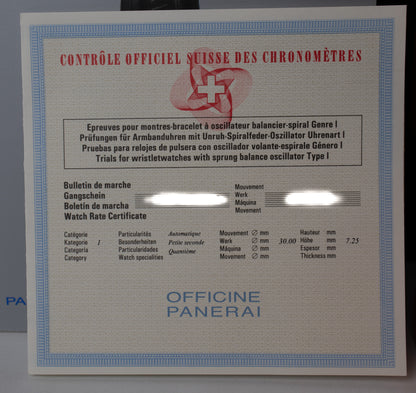 CONTRÔLE OFFICIEL SUISSE DES CHRONOMÈTRES
Epreuves pour montres-bracelet à oscillateur balancier-spiral Genre I
Prüfungen für Armbanduhren mit Unruh-Spiralfeder-Oszillator Uhrenart I
Pruebas para relojes de pulsera con oscilador volante-espirale Género I
Trials for wristletwatches with sprung balance oscillator Type I
Bulletin de marche Mouvement
Gangschein Werk
Boletín de marcha Máquina
Watch Rate Certificate Movement
Catégorie Particularités Automatique Mouvement ∅ mm Hauteur mm
Kategorie 1 Besonderheiten Petite seconde Werk ∅ mm 30.00 Höhe mm 7.25
Categoría Particularidades Quantième Máquina ∅ mm Espesor mm
Category Watch specialities Movement ∅ mm Thickness mm
OFFICINE
PANERAI
PA